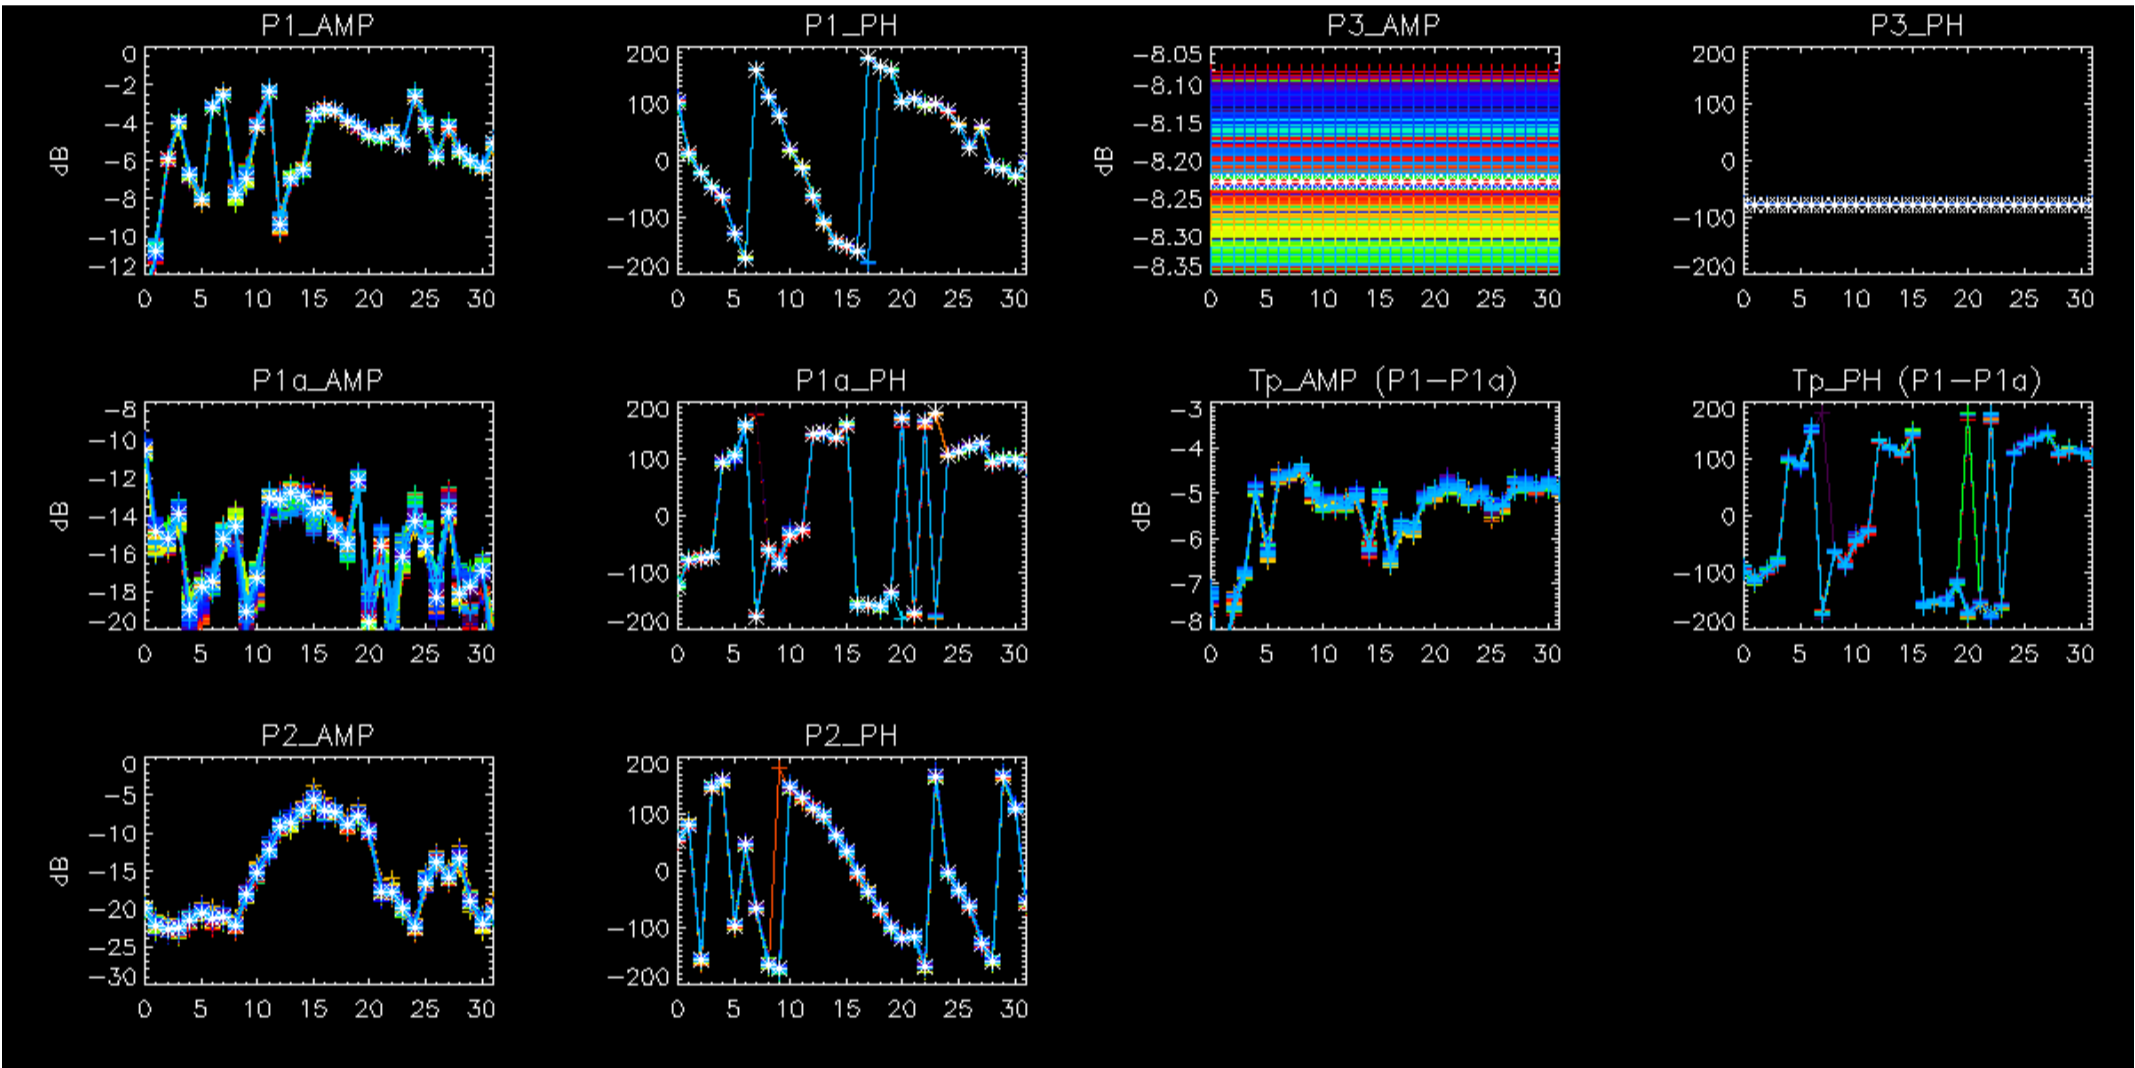 P1_AMP
0
-2
-4
-6
-8
-10
-12
dB
0 5 10 15 20 25 30
P1_PH
200
100
0
-100
-200
0 5 10 15 20 25 30
P3_AMP
-8.05
-8.10
-8.15
-8.20
-8.25
-8.30
-8.35
dB
0 5 10 15 20 25 30
P3_PH
200
100
0
-100
-200
0 5 10 15 20 25 30
P1a_AMP
-8
-10
-12
-14
-16
-18
-20
dB
0 5 10 15 20 25 30
P1a_PH
200
100
0
-100
-200
0 5 10 15 20 25 30
Tp_AMP (P1-P1a)
-3
-4
-5
-6
-7
-8
dB
0 5 10 15 20 25 30
Tp_PH (P1-P1a)
200
100
0
-100
-200
0 5 10 15 20 25 30
P2_AMP
0
-5
-10
-15
-20
-25
-30
dB
0 5 10 15 20 25 30
P2_PH
200
100
0
-100
-200
0 5 10 15 20 25 30